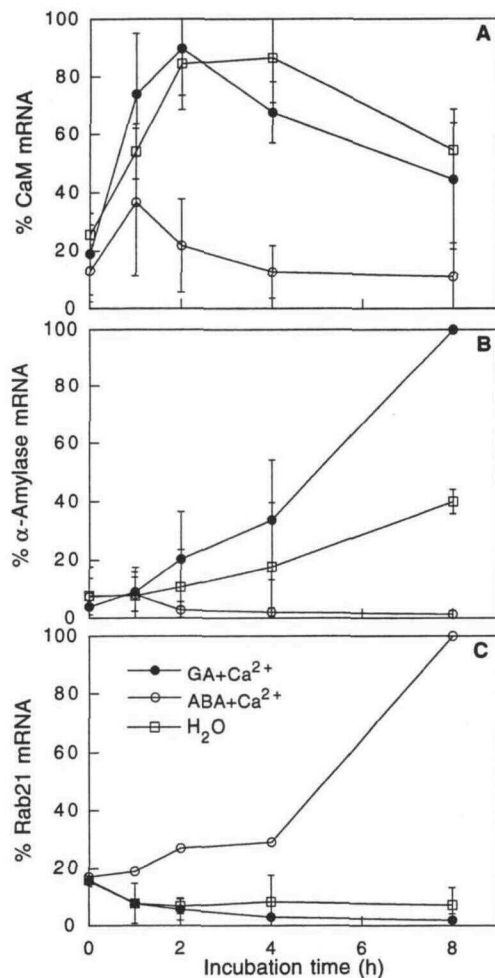 A
100
80
60
40
20
0
% CaM mRNA
B
100
80
60
40
20
0
% α-Amylase mRNA
C
100
80
60
40
20
0
% Rab21 mRNA
GA+Ca²⁺
ABA+Ca²⁺
H₂O
0 2 4 6 8
Incubation time (h)